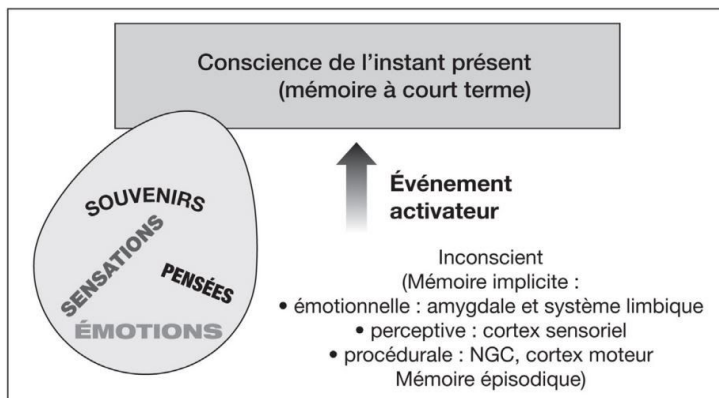 Conscience de l’instant présent
(mémoire à court terme)
SOUVENIRS
SENSATIONS
PENSÉES
ÉMOTIONS
Événement
activateur
Inconscient
(Mémoire implicite :
• émotionnelle : amygdale et système limbique
• perceptive : cortex sensoriel
• procédurale : NGC, cortex moteur
Mémoire épisodique)